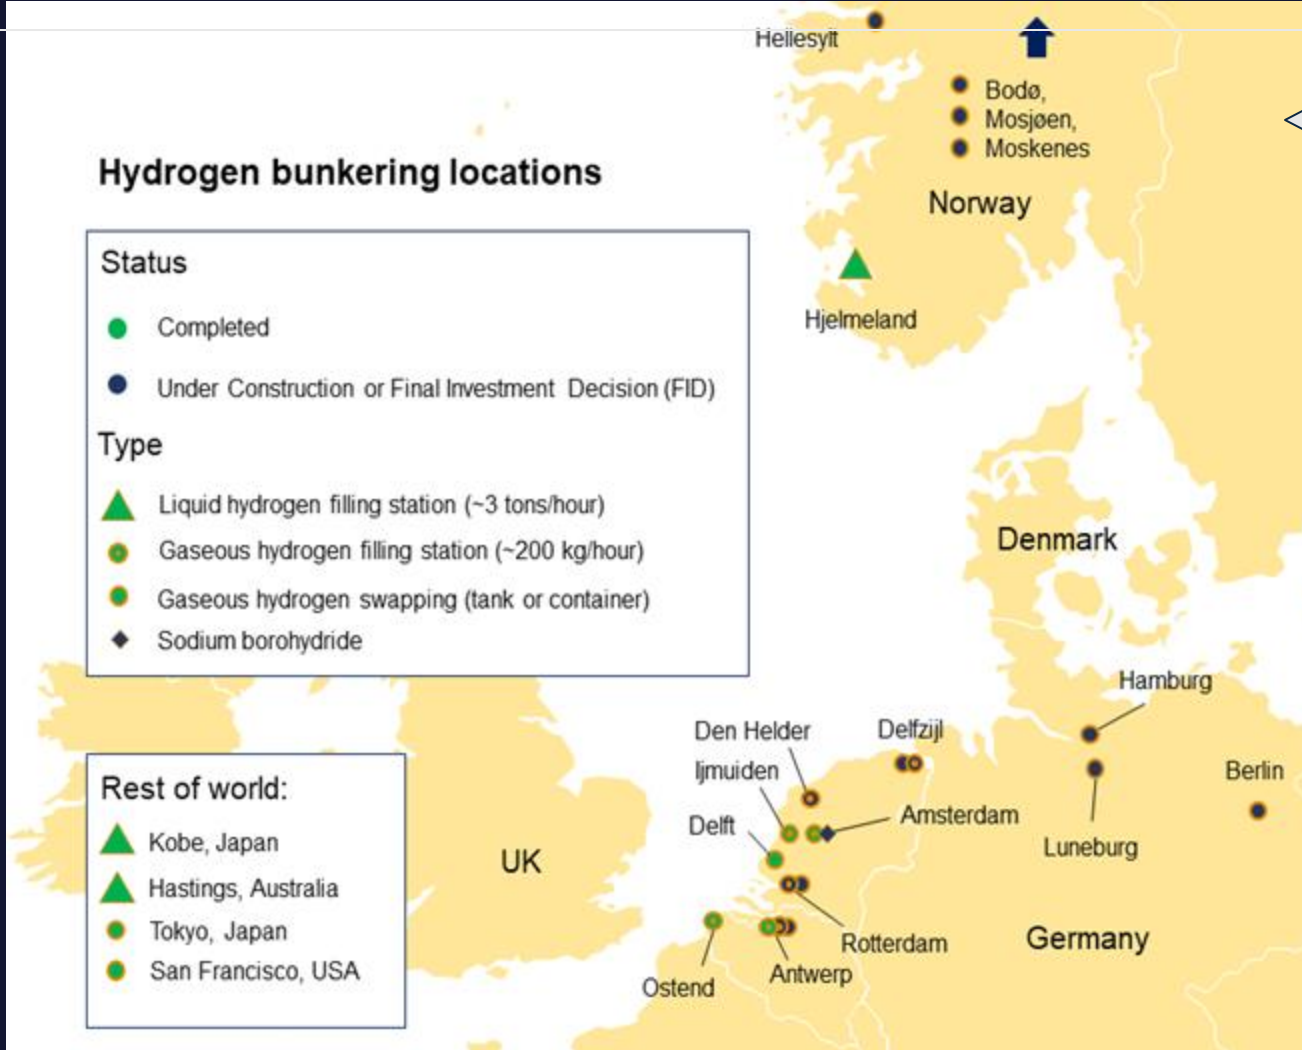 Hellesylt
Bodø,
Mosjøen,
Moskenes
Hydrogen bunkering locations
Norway
Status
Completed
Under Construction or Final Investment Decision (FID)
Hjelmeland
Type
Liquid hydrogen filling station (~3 tons/hour)
Gaseous hydrogen filling station (~200 kg/hour)
Gaseous hydrogen swapping (tank or container)
Sodium borohydride
Denmark
Hamburg
Den Helder
Delfzijl
Ijmuiden
Berlin
Delft
Amsterdam
Luneburg
UK
Rotterdam
Germany
Antwerp
Ostend
Rest of world:
Kobe, Japan
Hastings, Australia
Tokyo, Japan
San Francisco, USA